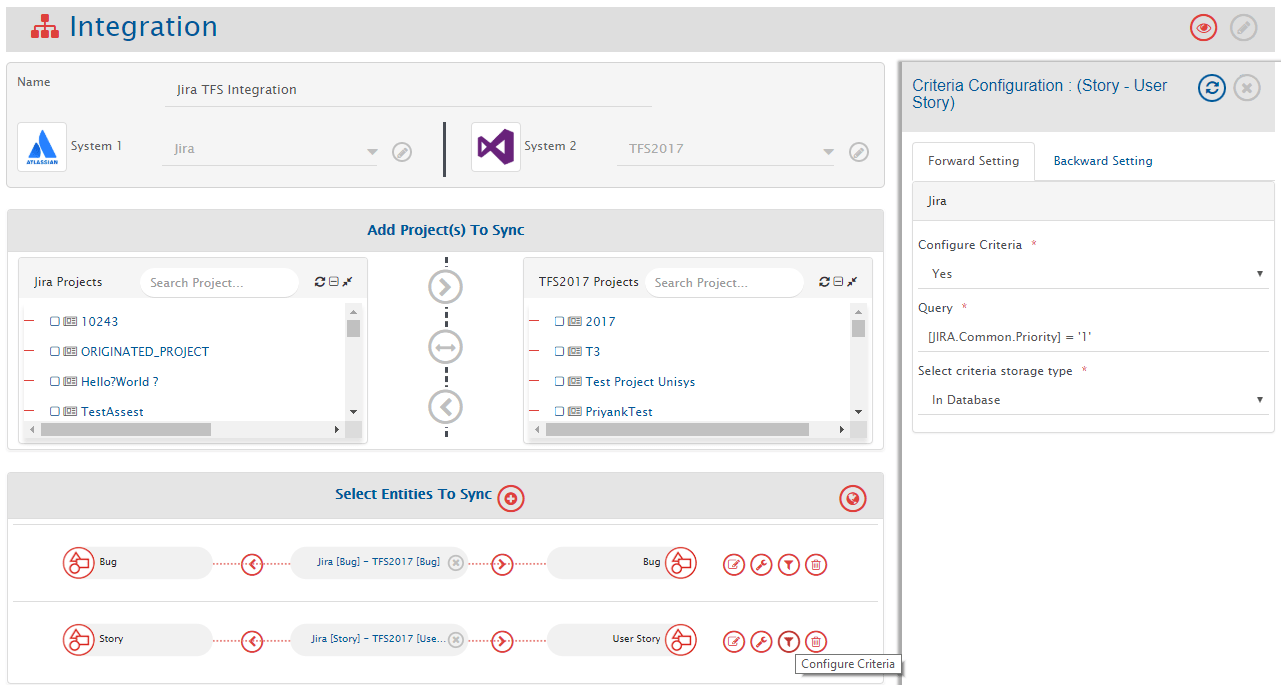 Integration
Name
Jira TFS Integration
ATLASSIAN
System 1
Jira
System 2
TFS2017
Add Project(s) To Sync
Jira Projects
Search Project...
10243
ORIGINATED_PROJECT
Hello?World ?
TestAssest
TFS2017 Projects
Search Project...
2017
T3
Test Project Unisys
PriyankTest
Select Entities To Sync
Bug
Jira [Bug] - TFS2017 [Bug]
Bug
Story
Jira [Story] - TFS2017 [Use...
User Story
Configure Criteria
Criteria Configuration : (Story - User
Story)
Forward Setting
Backward Setting
Jira
Configure Criteria *
Yes
Query *
[JIRA.Common.Priority] = '1'
Select criteria storage type *
In Database